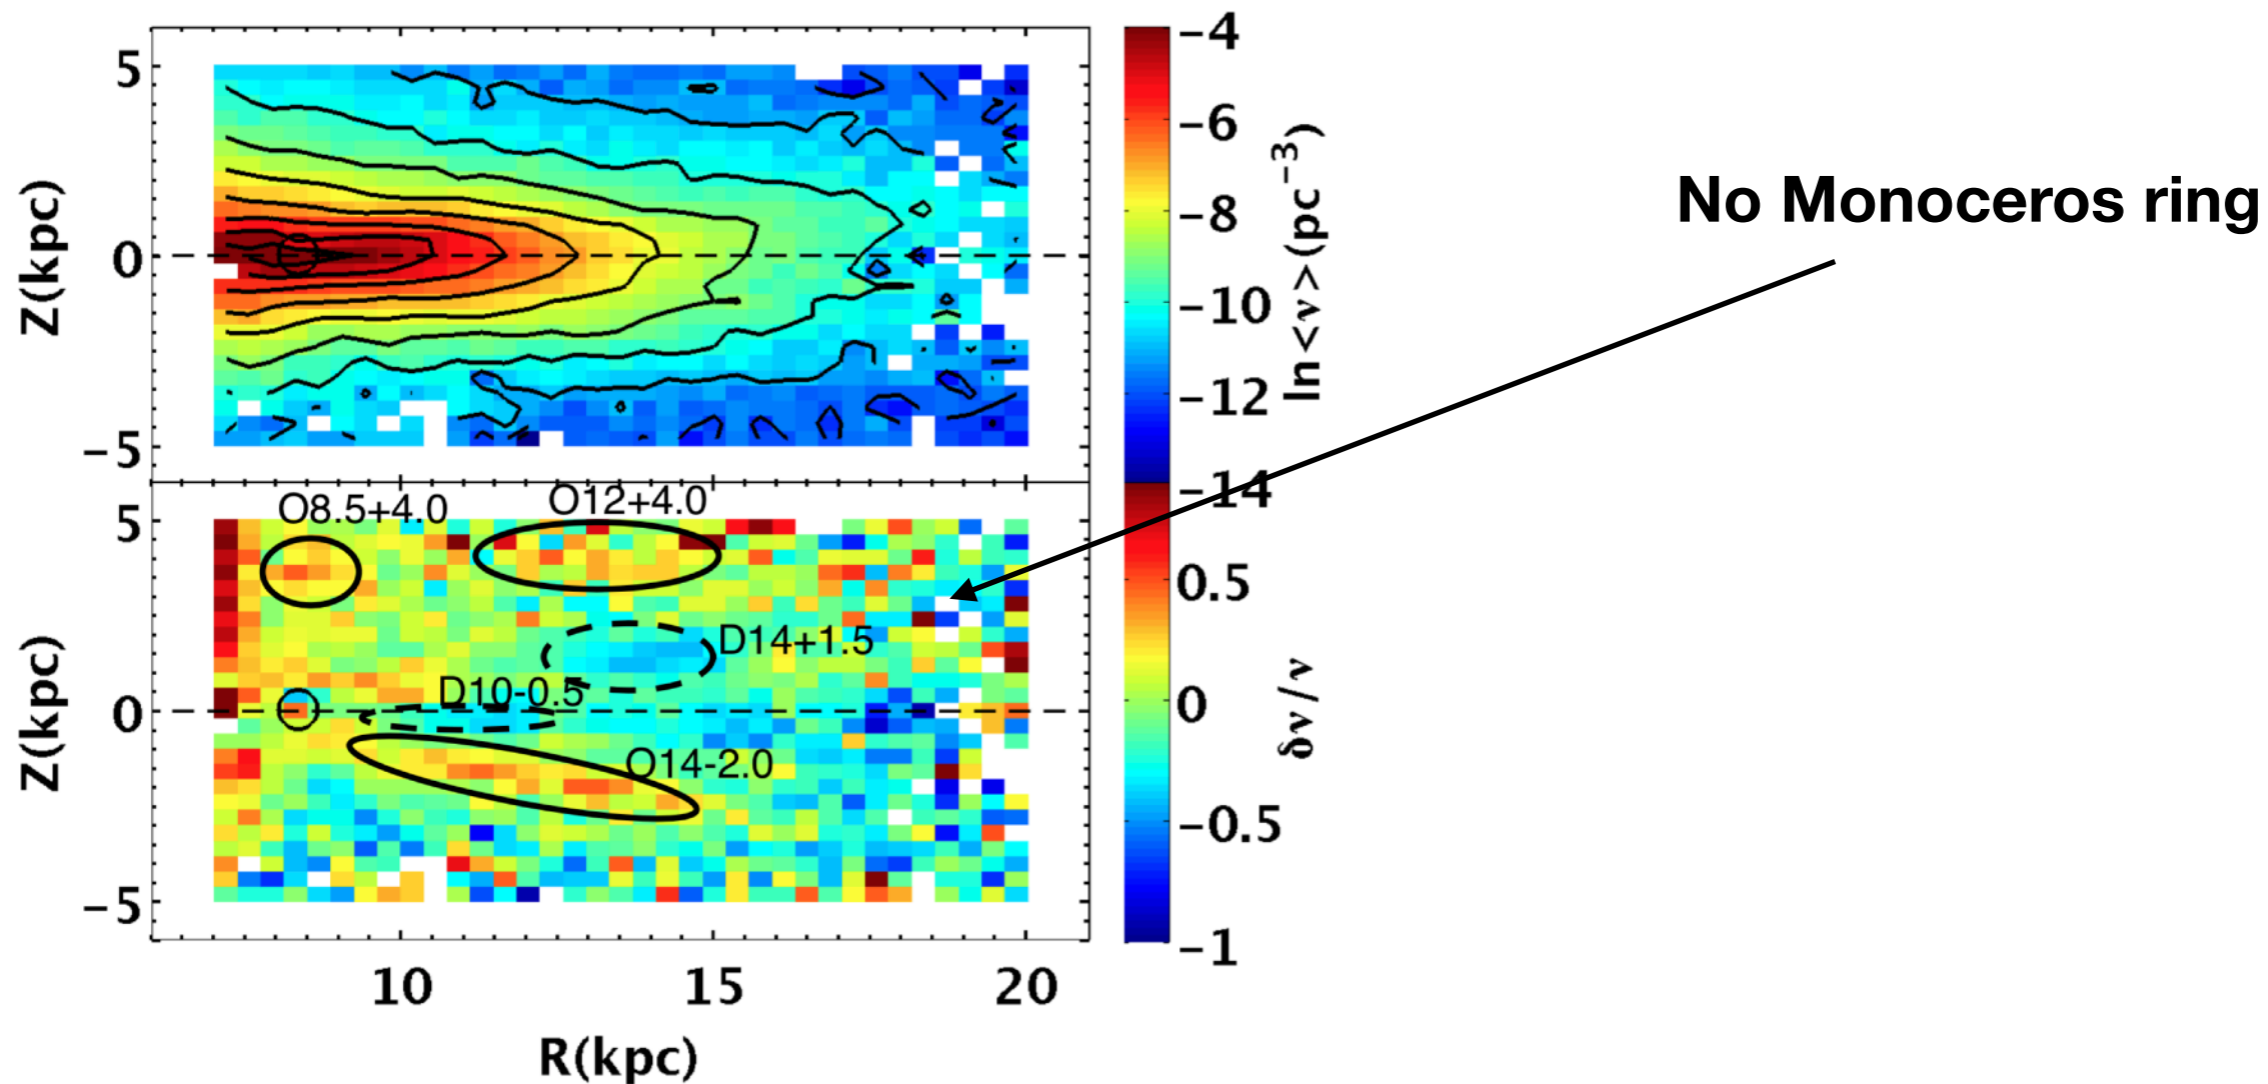 5
0
-5
Z(kpc)
-4
-6
-8
-10
-12
-14
ln<ν>(pc⁻³)
No Monoceros ring
O8.5+4.0
O12+4.0
D14+1.5
D10-0.5
O14-2.0
5
0
-5
Z(kpc)
0.5
0
-0.5
-1
δν/ν
10 15 20
R(kpc)